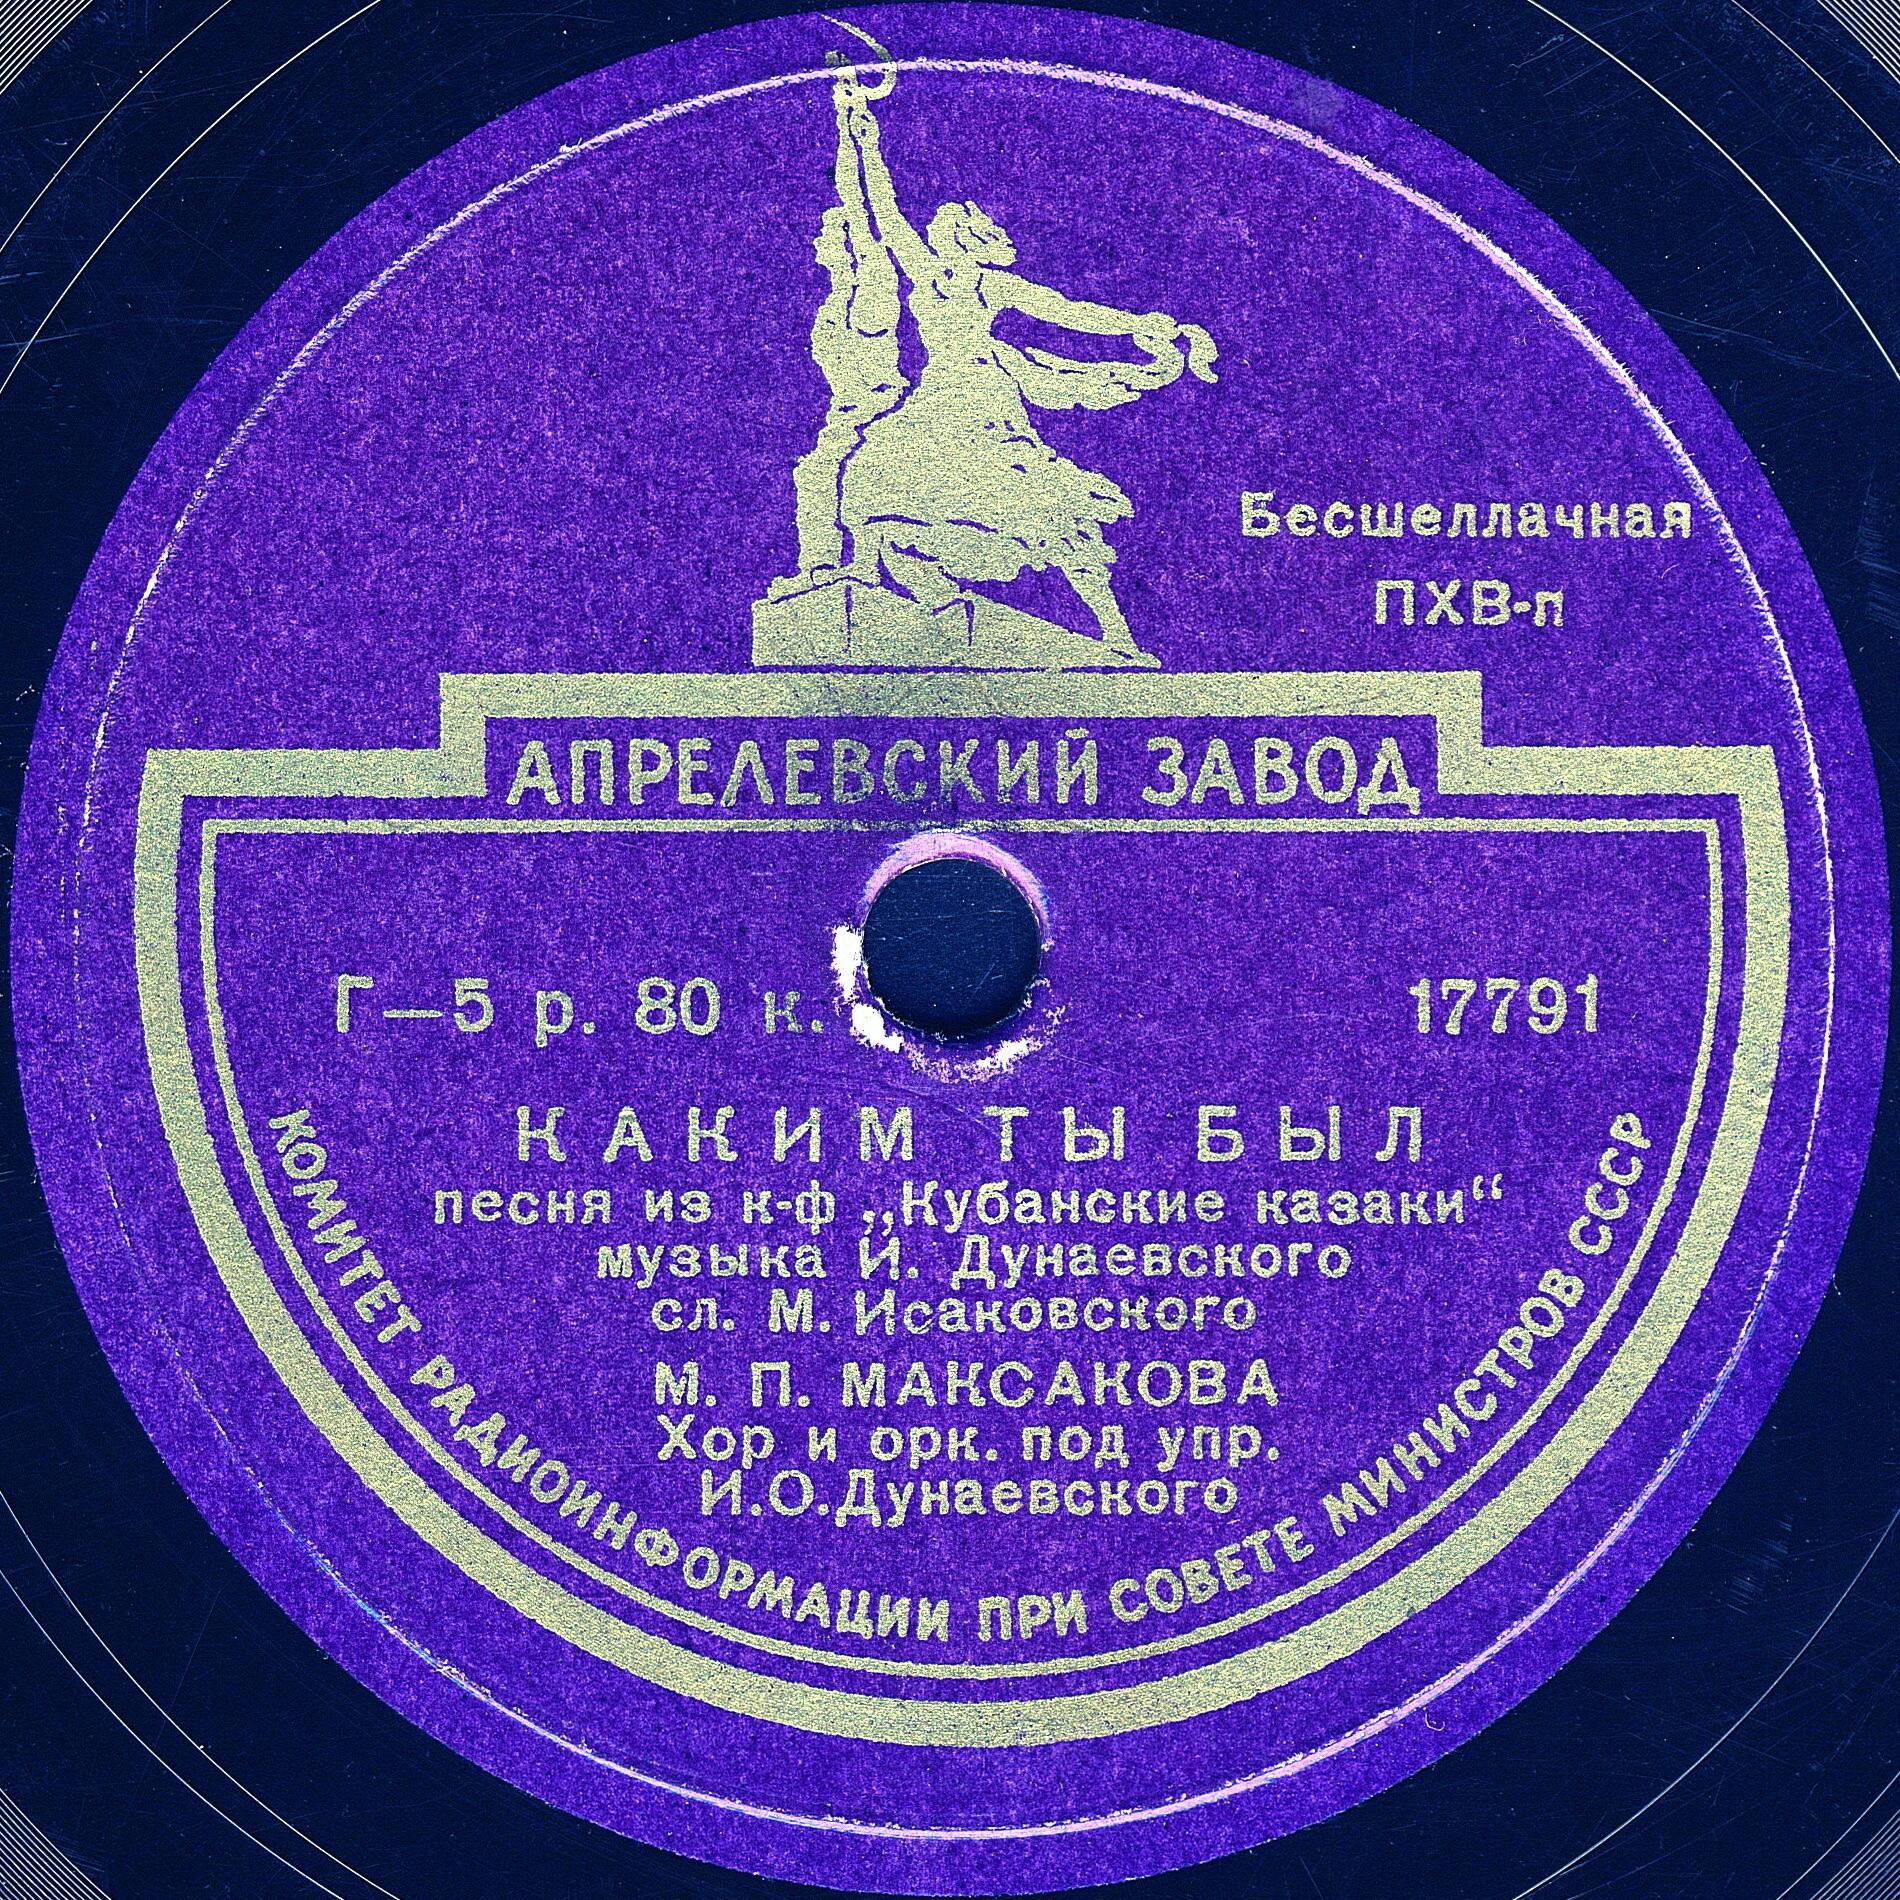 Бесшеллачная
ПХВ-п
АПРЕЛЕВСКИЙ ЗАВОД
Г—5 р. 80 к.
17791
КАКИМ ТЫ БЫЛ
песня из к-ф „Кубанские казаки“
музыка И. Дунаевского
сл. М. Исаковского
М. П. МАКСАКОВА
Хор и орк. под упр.
И.О.Дунаевского
КОМИТЕТ РАДИОИНФОРМАЦИИ ПРИ СОВЕТЕ МИНИСТРОВ СССР